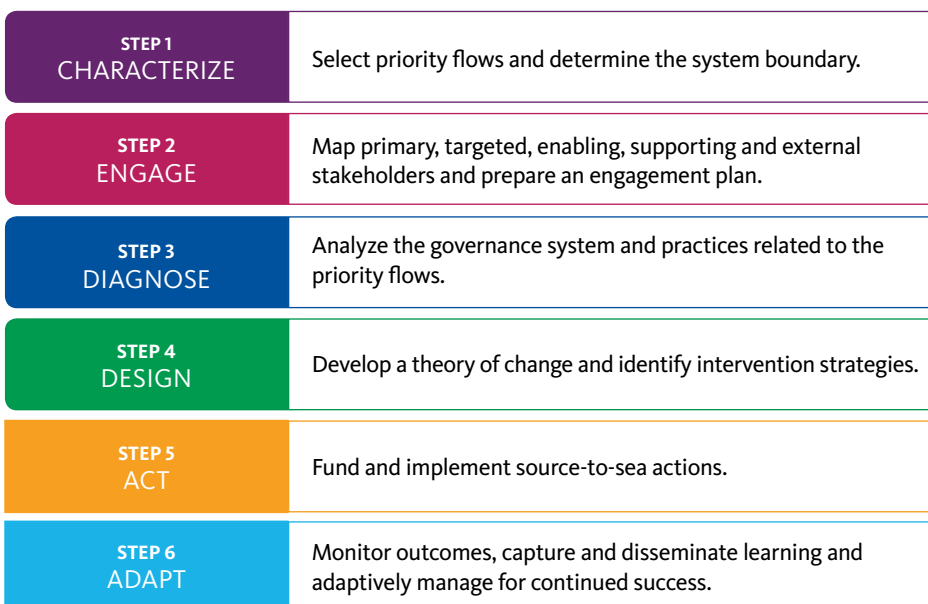 STEP 1
CHARACTERIZE
Select priority flows and determine the system boundary.
STEP 2
ENGAGE
Map primary, targeted, enabling, supporting and external
stakeholders and prepare an engagement plan.
STEP 3
DIAGNOSE
Analyze the governance system and practices related to the
priority flows.
STEP 4
DESIGN
Develop a theory of change and identify intervention strategies.
STEP 5
ACT
Fund and implement source-to-sea actions.
STEP 6
ADAPT
Monitor outcomes, capture and disseminate learning and
adaptively manage for continued success.